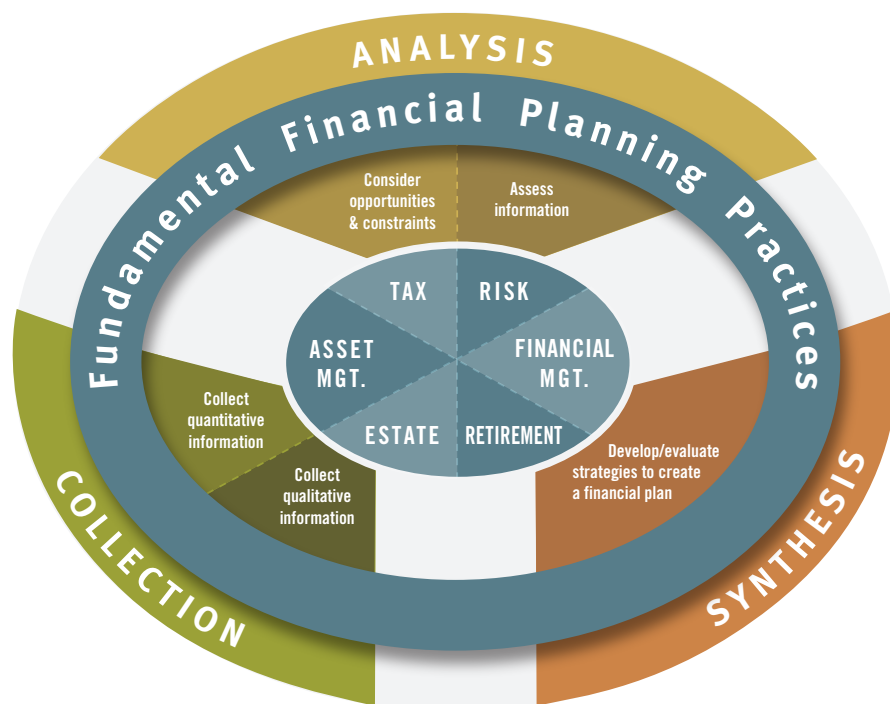 ANALYSIS
Fundamental Financial Planning Practices
Consider
opportunities
& constraints
Assess
information
TAX
RISK
ASSET
MGT.
FINANCIAL
MGT.
ESTATE
RETIREMENT
Collect
quantitative
information
Collect
qualitative
information
Develop/evaluate
strategies to create
a financial plan
COLLECTION
SYNTHESIS